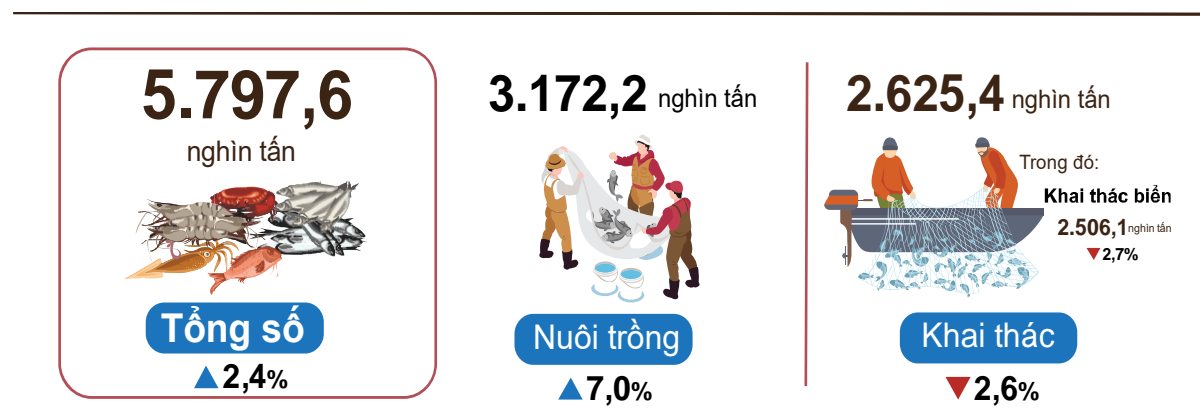 5.797,6
nghìn tấn
Tổng số
▲2,4%
3.172,2 nghìn tấn
Nuôi trồng
▲7,0%
2.625,4 nghìn tấn
Trong đó:
Khai thác biển
2.506,1 nghìn tấn
▼2,7%
Khai thác
▼2,6%